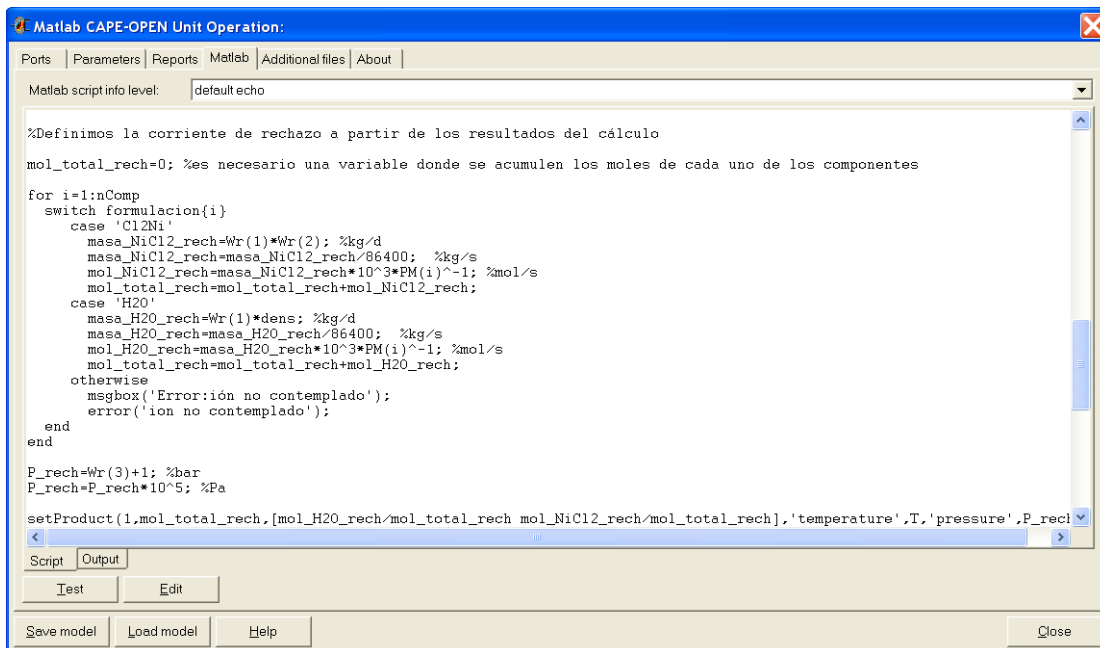 Matlab CAPE-OPEN Unit Operation:
Ports Parameters Reports Matlab Additional files About
Matlab script info level: default echo
%Definimos la corriente de rechazo a partir de los resultados del cálculo
mol_total_rech=0; %es necesario una variable donde se acumulen los moles de cada uno de los componentes
for i=1:nComp
switch formulacion{i}
case 'Cl2Ni'
masa_NiCl2_rech=Wr(1)*Wr(2); %kg/d
masa_NiCl2_rech=masa_NiCl2_rech/86400; %kg/s
mol_NiCl2_rech=masa_NiCl2_rech*10^3*PM(i)^-1; %mol/s
mol_total_rech=mol_total_rech+mol_NiCl2_rech;
case 'H2O'
masa_H2O_rech=Wr(1)*dens; %kg/d
masa_H2O_rech=masa_H2O_rech/86400; %kg/s
mol_H2O_rech=masa_H2O_rech*10^3*PM(i)^-1; %mol/s
mol_total_rech=mol_total_rech+mol_H2O_rech;
otherwise
msgbox('Error:ión no contemplado');
error('ion no contemplado');
end
end
P_rech=Wr(3)+1; %bar
P_rech=P_rech*10^5; %Pa
setProduct(1,mol_total_rech,[mol_H2O_rech/mol_total_rech mol_NiCl2_rech/mol_total_rech],'temperature',T,'pressure',P_rech
Script Output
Test Edit
Save model Load model Help Close